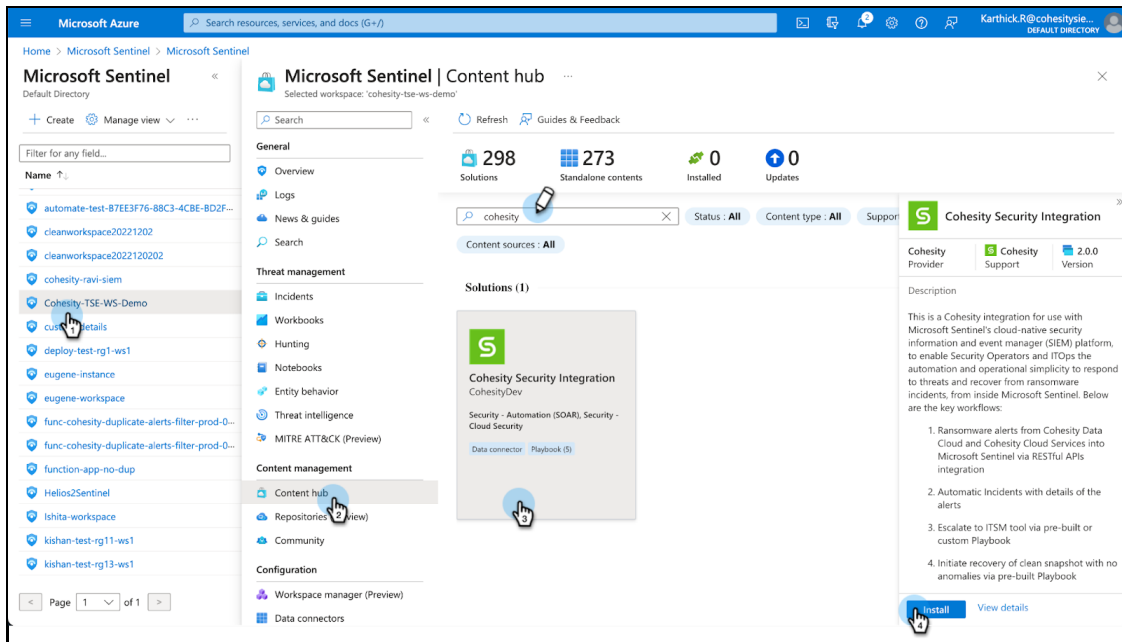 Microsoft Azure
Search resources, services, and docs (G+/)
2
Karthick.R@cohesitysie...
DEFAULT DIRECTORY
Home > Microsoft Sentinel > Microsoft Sentinel
Microsoft Sentinel
«
Default Directory
Create
Manage view
...
Filter for any field...
Name ↑↓
automate-test-B7EE3F76-88C3-4CBE-BD2F-...
cleanworkspace20221202
cleanworkspace2022120202
cohesity-ravi-siem
Cohesity-TSE-WS-Demo
1
deploy-test-rg1-ws1
eugene-instance
eugene-workspace
func-cohesity-duplicate-alerts-filter-prod-0-...
func-cohesity-duplicate-alerts-filter-prod-0-...
function-app-no-dup
Helios2Sentinel
Ishita-workspace
kishan-test-rg11-ws1
kishan-test-rg13-ws1
< Page 1 of 1 >
Microsoft Sentinel | Content hub ...
Selected workspace: 'cohesity-tse-ws-demo'
Search
«
General
Overview
Logs
News & guides
Search
Threat management
Incidents
Workbooks
Hunting
Notebooks
Entity behavior
Threat intelligence
MITRE ATT&CK (Preview)
Content management
Content hub
2
Repositories
Community
Configuration
Workspace manager (Preview)
Data connectors
Refresh
Guides & Feedback
298
Solutions
273
Standalone contents
0
Installed
0
Updates
cohesity
Status : All
Content type : All
Support
Content sources : All
Solutions (1)
Cohesity Security Integration
CohesityDev
Security - Automation (SOAR), Security -
Cloud Security
Data connector
Playbook (5)
3
»
Cohesity Security Integration
Cohesity
Provider
Cohesity
Support
2.0.0
Version
Description
This is a Cohesity integration for use with
Microsoft Sentinel's cloud-native security
information and event manager (SIEM) platform,
to enable Security Operators and ITOps the
automation and operational simplicity to respond
to threats and recover from ransomware
incidents, from inside Microsoft Sentinel. Below
are the key workflows:
1. Ransomware alerts from Cohesity Data
Cloud and Cohesity Cloud Services into
Microsoft Sentinel via RESTful APIs
integration
2. Automatic Incidents with details of the
alerts
3. Escalate to ITSM tool via pre-built or
custom Playbook
4. Initiate recovery of clean snapshot with no
anomalies via pre-built Playbook
Install
4
View details